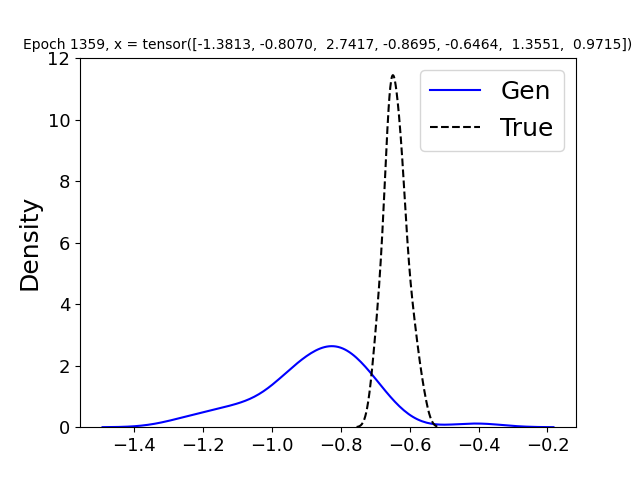 Epoch 1359, x = tensor([-1.3813, -0.8070,  2.7417, -0.8695, -0.6464,  1.3551,  0.9715])
12
10
8
6
4
2
0
Density
Gen
True
−1.4 −1.2 −1.0 −0.8 −0.6 −0.4 −0.2